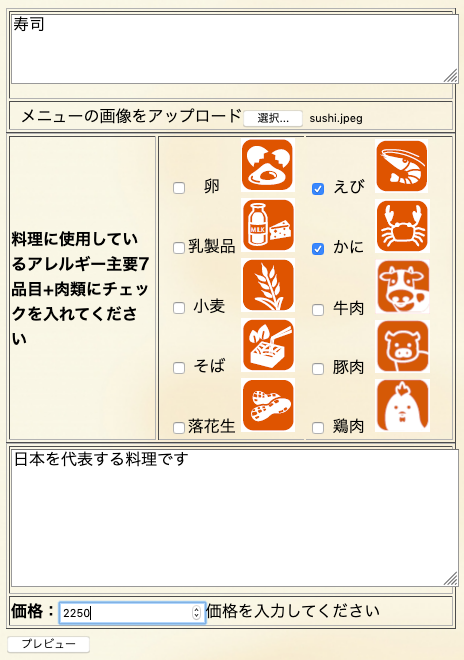 寿司
メニューの画像をアップロード 選択... sushi.jpeg
料理に使用してい
るアレルギー主要7
品目+肉類にチェッ
クを入れてくださ
い
卵 えび
乳製品 MILK かに
小麦 牛肉
そば 豚肉
落花生 鶏肉
日本を代表する料理です
価格： 2250 価格を入力してください
プレビュー